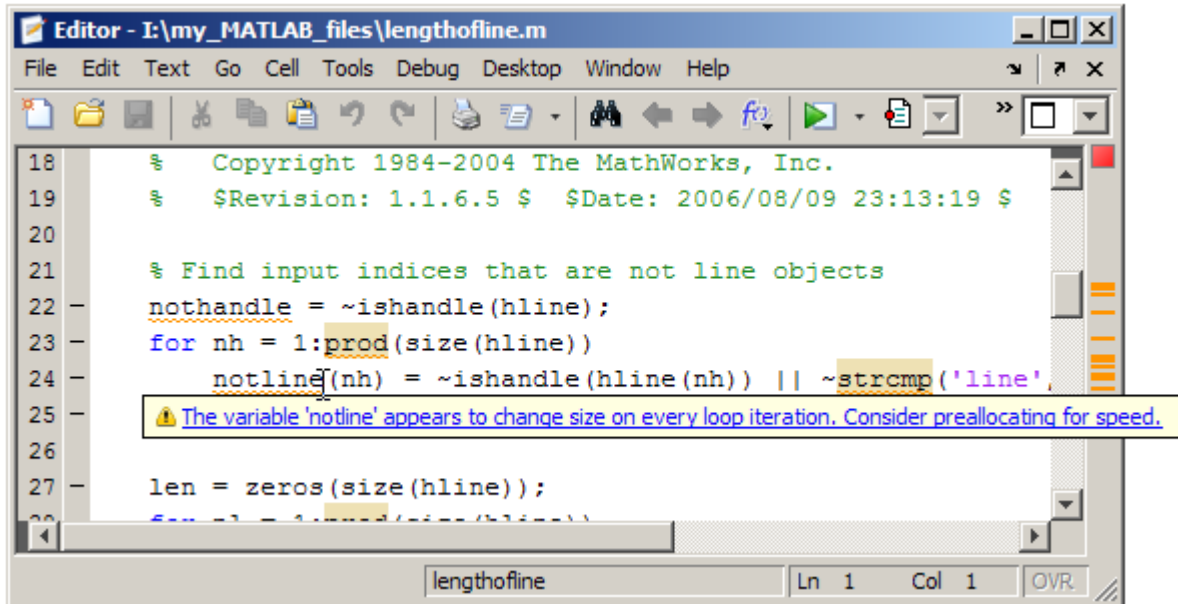 Editor - I:\my_MATLAB_files\lengthofline.m
File Edit Text Go Cell Tools Debug Desktop Window Help
18 % Copyright 1984-2004 The MathWorks, Inc.
19 % $Revision: 1.1.6.5 $ $Date: 2006/08/09 23:13:19 $
20
21 % Find input indices that are not line objects
22 - nothandle = ~ishandle(hline);
23 - for nh = 1:prod(size(hline))
24 - notline(nh) = ~ishandle(hline(nh)) || ~strcmp('line',
25 -
The variable 'notline' appears to change size on every loop iteration. Consider preallocating for speed.
26
27 - len = zeros(size(hline));
lengthofline Ln 1 Col 1 OVR